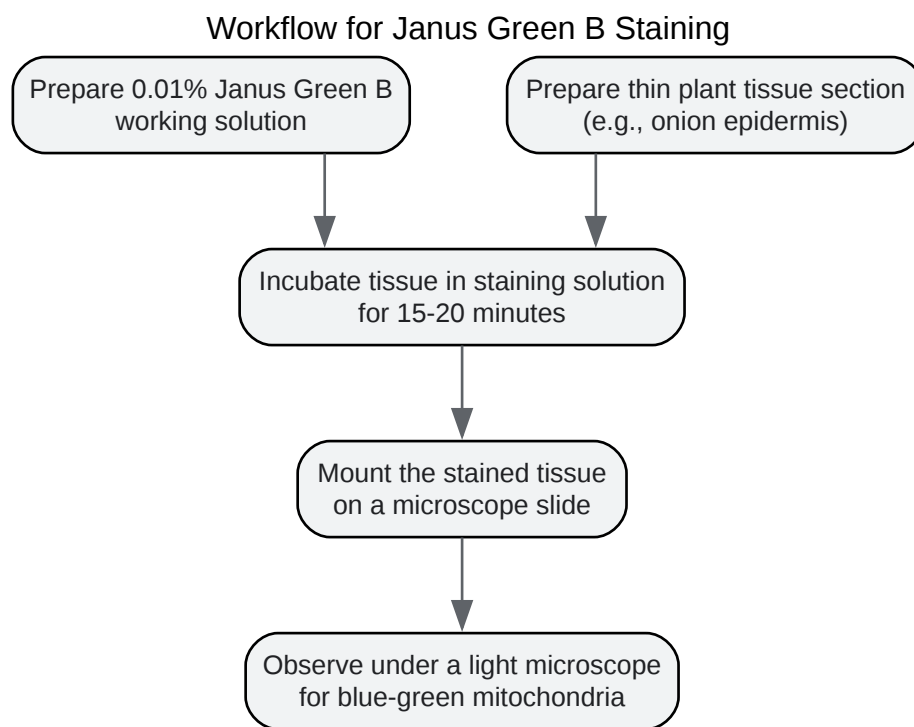 Workflow for Janus Green B Staining
Prepare 0.01% Janus Green B
working solution
Prepare thin plant tissue section
(e.g., onion epidermis)
Incubate tissue in staining solution
for 15-20 minutes
Mount the stained tissue
on a microscope slide
Observe under a light microscope
for blue-green mitochondria